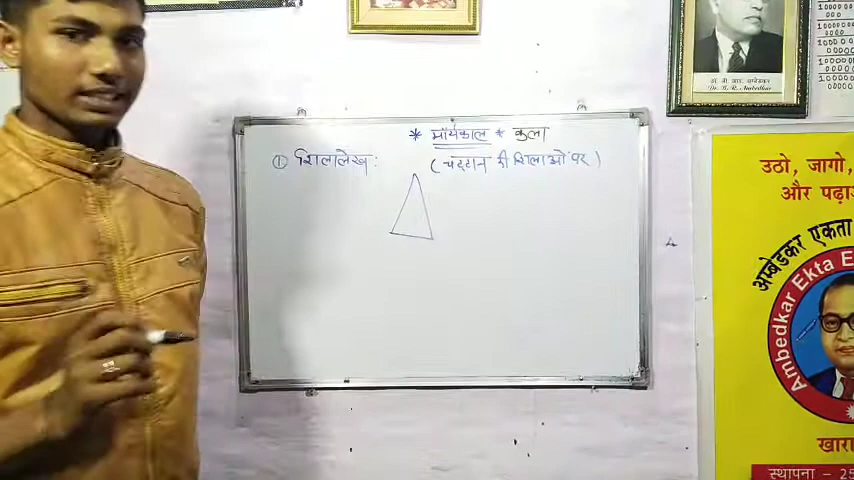 * मौर्यकाल * कला
① शिलालेख : (चट्टान की शिलाओं पर)
डॉ. बी. आर. अम्बेडकर
Dr. B. R. Ambedkar
उठो, जागो,
और पढ़ा
अम्बेडकर एकता
Ambedkar Ekta
खारा
स्थापना - 25